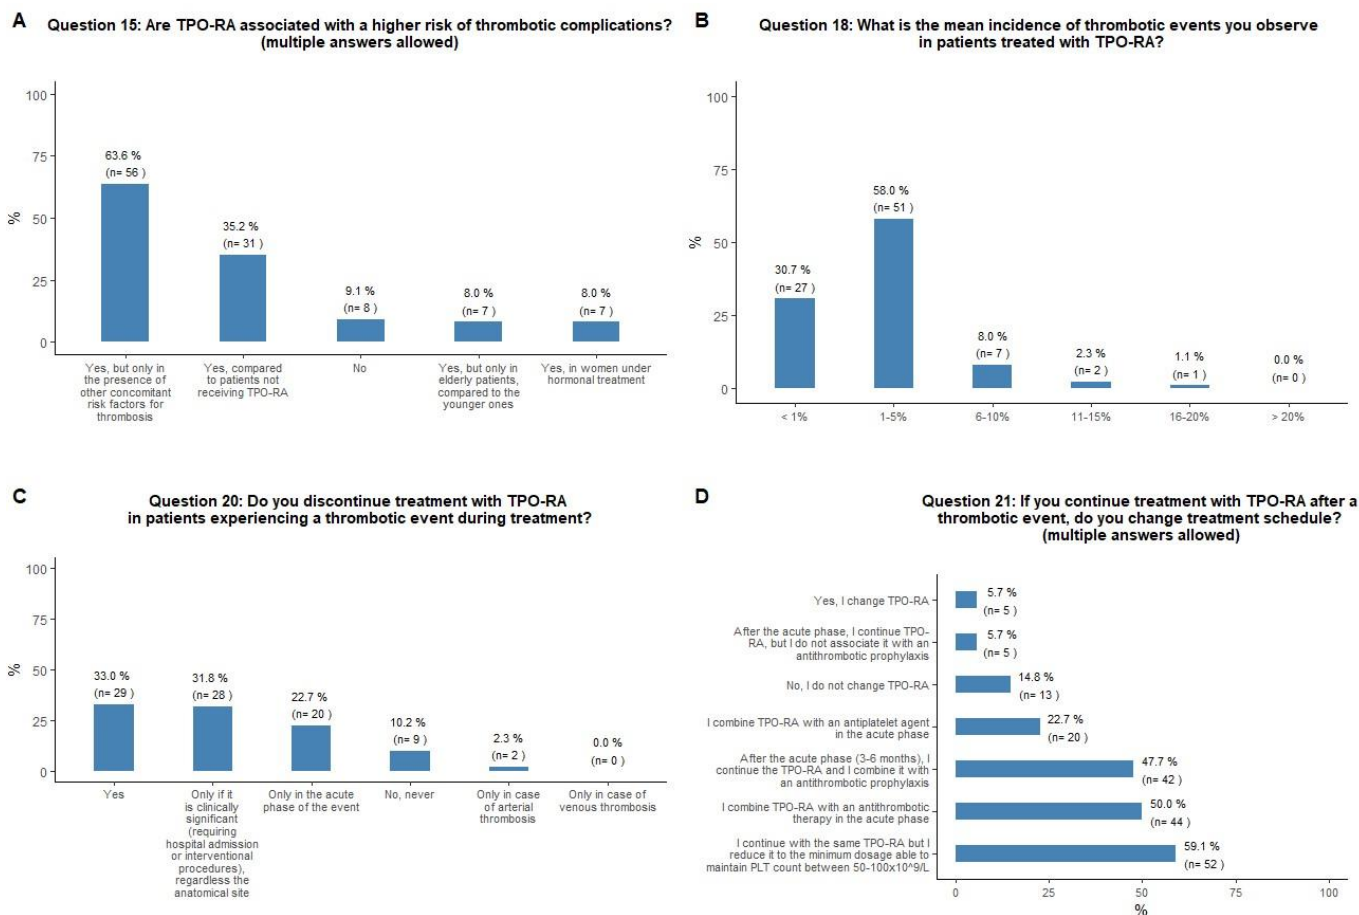 A
Question 15: Are TPO-RA associated with a higher risk of thrombotic complications?
(multiple answers allowed)
100
75
50
25
0
%
63.6 %
(n= 56 )
35.2 %
(n= 31 )
9.1 %
(n= 8 )
8.0 %
(n= 7 )
8.0 %
(n= 7 )
Yes, but only in
the presence of
other concomitant
risk factors for
thrombosis
Yes, compared
to patients not
receiving TPO-RA
No
Yes, but only in
elderly patients,
compared to the
younger ones
Yes, in women under
hormonal treatment
B
Question 18: What is the mean incidence of thrombotic events you observe
in patients treated with TPO-RA?
100
75
50
25
0
%
30.7 %
(n= 27 )
58.0 %
(n= 51 )
8.0 %
(n= 7 )
2.3 %
(n= 2 )
1.1 %
(n= 1 )
0.0 %
(n= 0 )
< 1%
1-5%
6-10%
11-15%
16-20%
> 20%
C
Question 20: Do you discontinue treatment with TPO-RA
in patients experiencing a thrombotic event during treatment?
100
75
50
25
0
%
33.0 %
(n= 29 )
31.8 %
(n= 28 )
22.7 %
(n= 20 )
10.2 %
(n= 9 )
2.3 %
(n= 2 )
0.0 %
(n= 0 )
Yes
Only if it
is clinically
significant
(requiring
hospital admission
or interventional
procedures),
regardless the
anatomical site
Only in the acute
phase of the event
No, never
Only in case
of arterial
thrombosis
Only in case of
venous thrombosis
D
Question 21: If you continue treatment with TPO-RA after a
thrombotic event, do you change treatment schedule?
(multiple answers allowed)
Yes, I change TPO-RA
5.7 %
(n= 5 )
After the acute phase, I continue TPO-
RA, but I do not associate it with an
antithrombotic prophylaxis
5.7 %
(n= 5 )
No, I do not change TPO-RA
14.8 %
(n= 13 )
I combine TPO-RA with an antiplatelet agent
in the acute phase
22.7 %
(n= 20 )
After the acute phase (3-6 months), I
continue the TPO-RA and I combine it with
an antithrombotic prophylaxis
47.7 %
(n= 42 )
I combine TPO-RA with an antithrombotic
therapy in the acute phase
50.0 %
(n= 44 )
I continue with the same TPO-RA but I
reduce it to the minimum dosage able to
maintain PLT count between 50-100x10^9/L
59.1 %
(n= 52 )
0
25
50
75
100
%